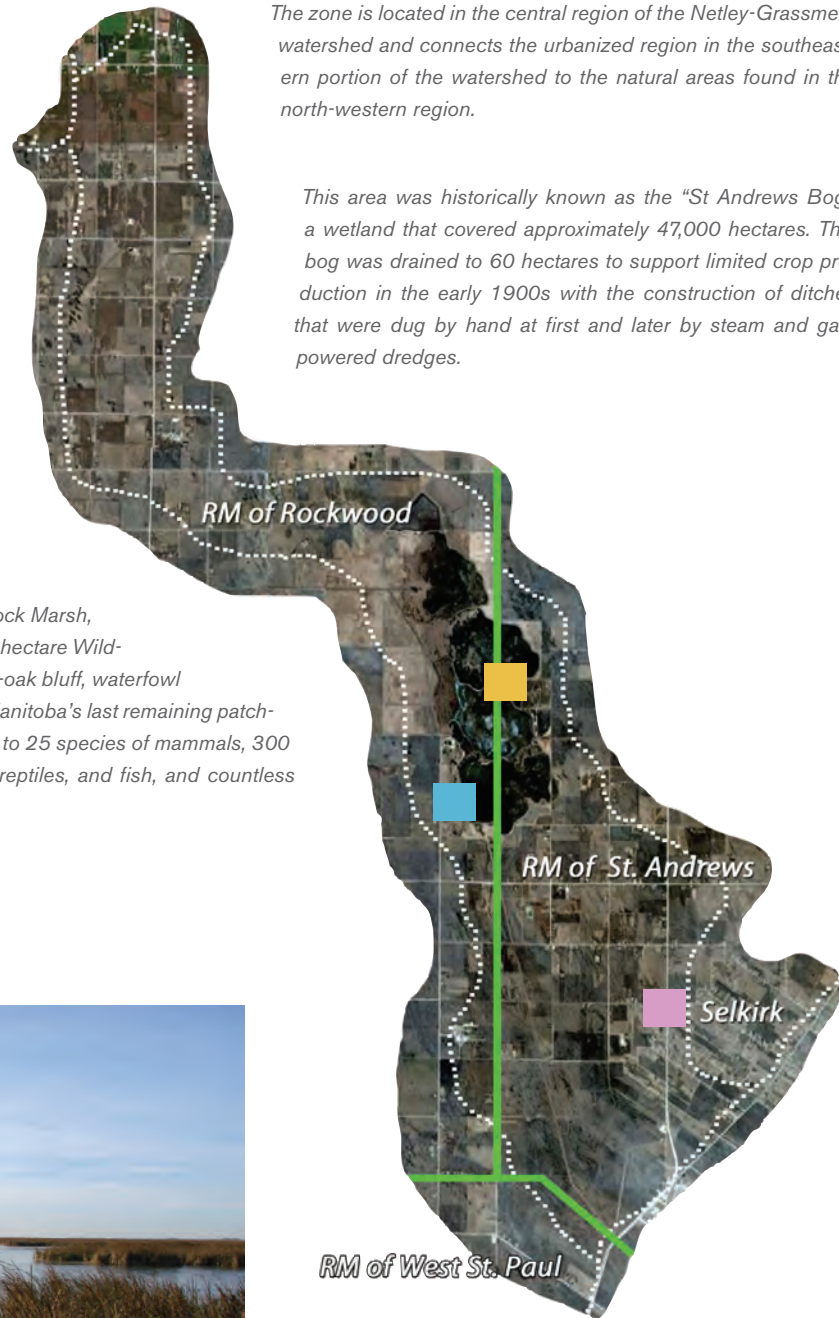 The zone is located in the central region of the Netley-Grassme
watershed and connects the urbanized region in the southeas
ern portion of the watershed to the natural areas found in th
north-western region.
This area was historically known as the “St Andrews Bog
a wetland that covered approximately 47,000 hectares. Th
bog was drained to 60 hectares to support limited crop pr
duction in the early 1900s with the construction of ditche
that were dug by hand at first and later by steam and ga
powered dredges.
RM of Rockwood
ock Marsh,
hectare Wild-
-oak bluff, waterfowl
anitoba's last remaining patch-
to 25 species of mammals, 300
reptiles, and fish, and countless
RM of St. Andrews
Selkirk
RM of West St. Paul